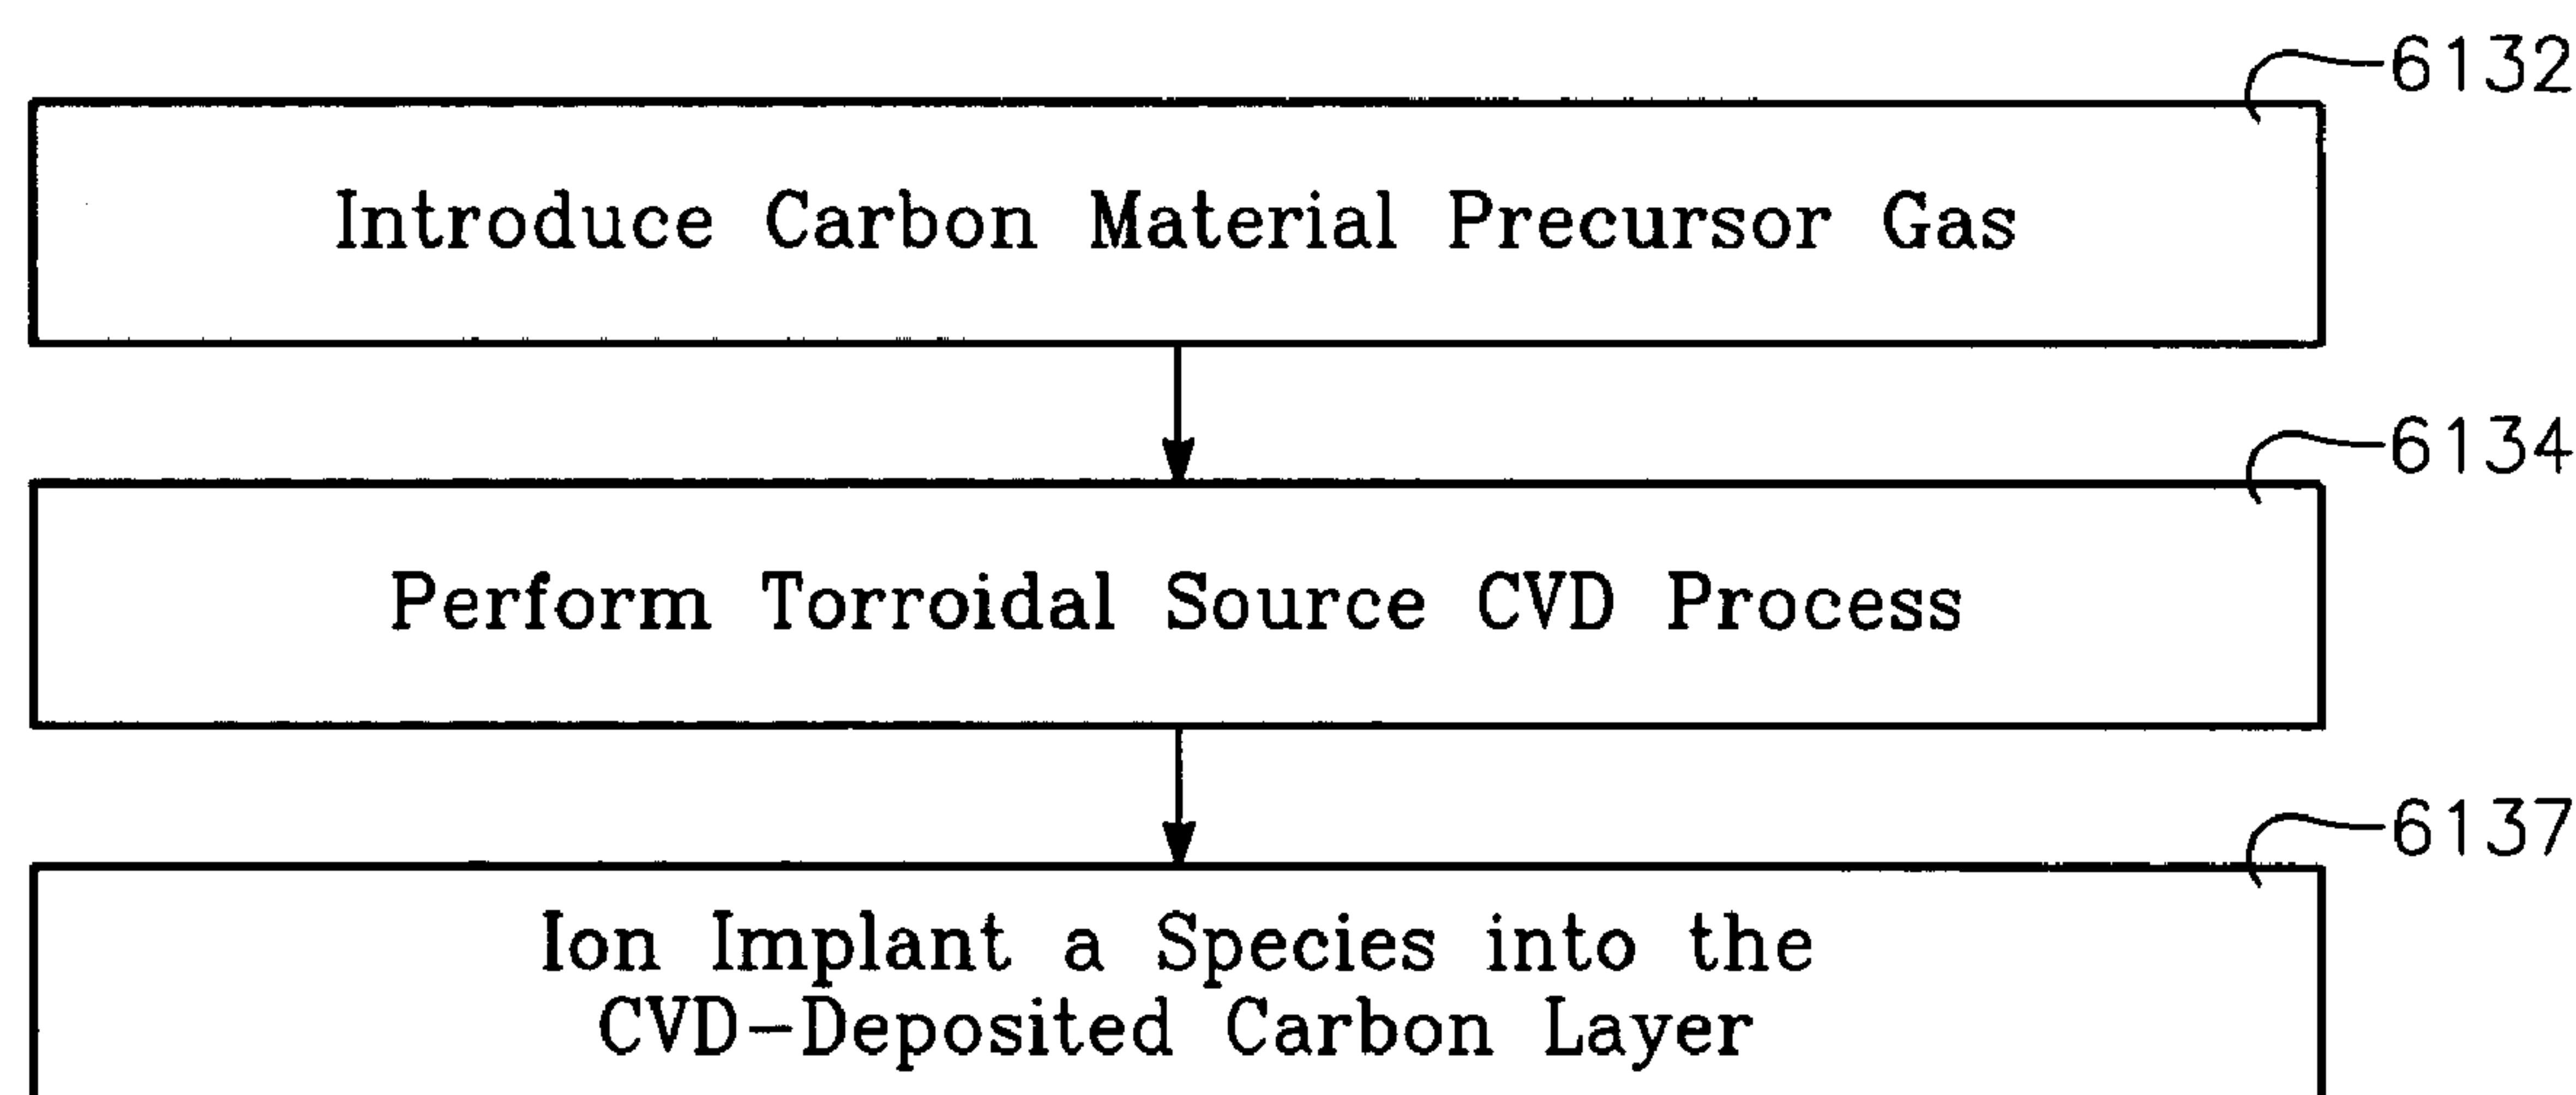 6132
Introduce Carbon Material Precursor Gas
6134
Perform Torroidal Source CVD Process
6137
Ion Implant a Species into the
CVD-Deposited Carbon Layer